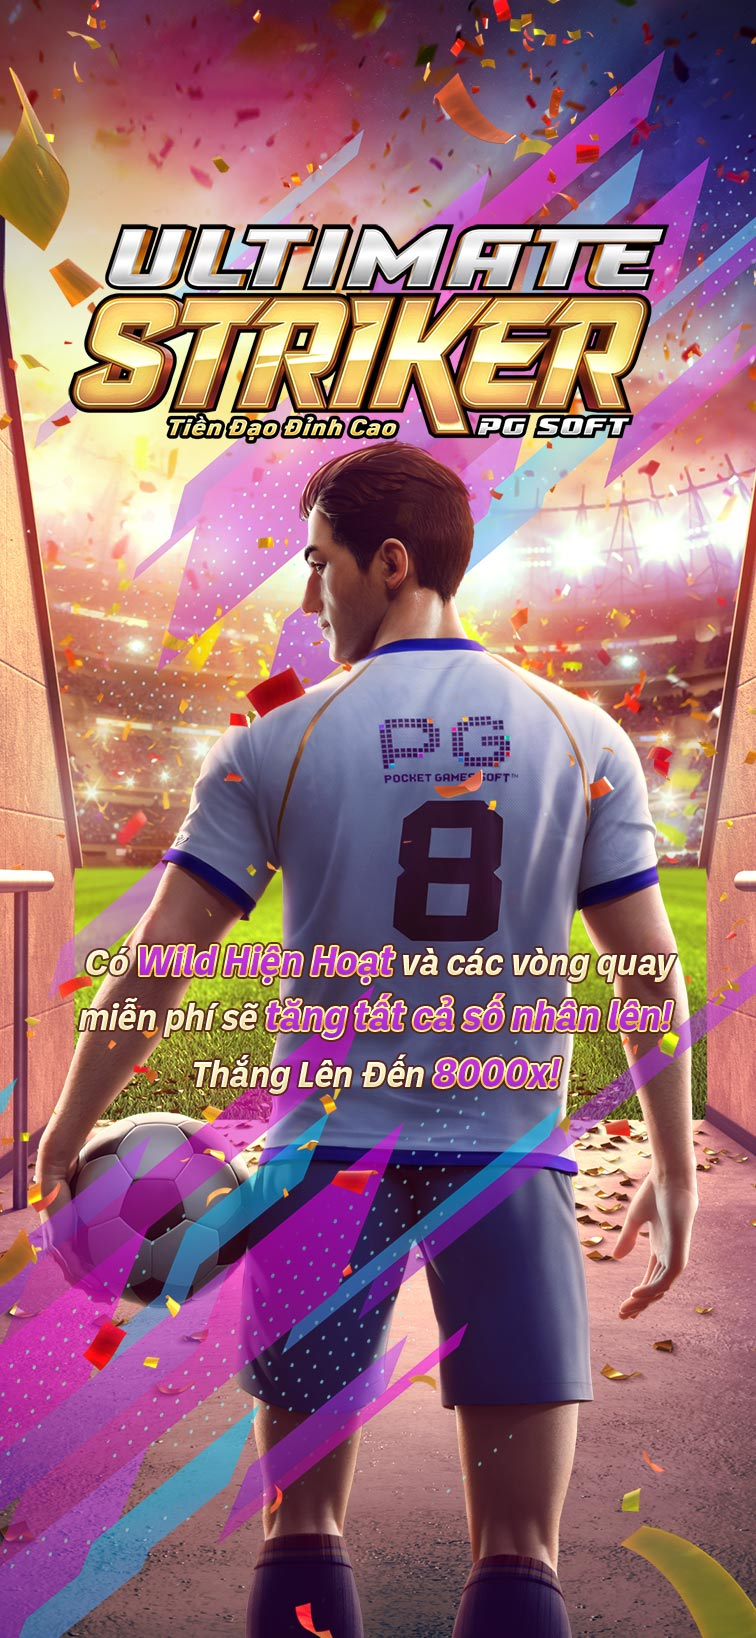 ULTIMATE
STRIKER
Tiền Đạo Đỉnh Cao PG SOFT
PG
POCKET GAMES SOFT™
8
Có Wild Hiện Hoạt và các vòng quay
miễn phí sẽ tăng tất cả số nhân lên!
Thắng Lên Đến 8000x!